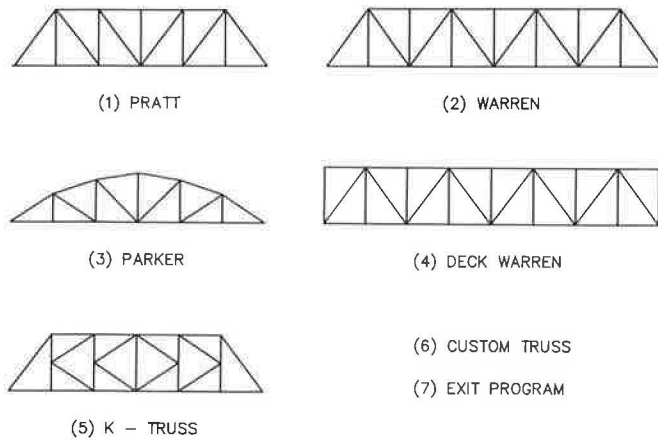 (1) PRATT
(2) WARREN
(3) PARKER
(4) DECK WARREN
(5) K – TRUSS
(6) CUSTOM TRUSS
(7) EXIT PROGRAM